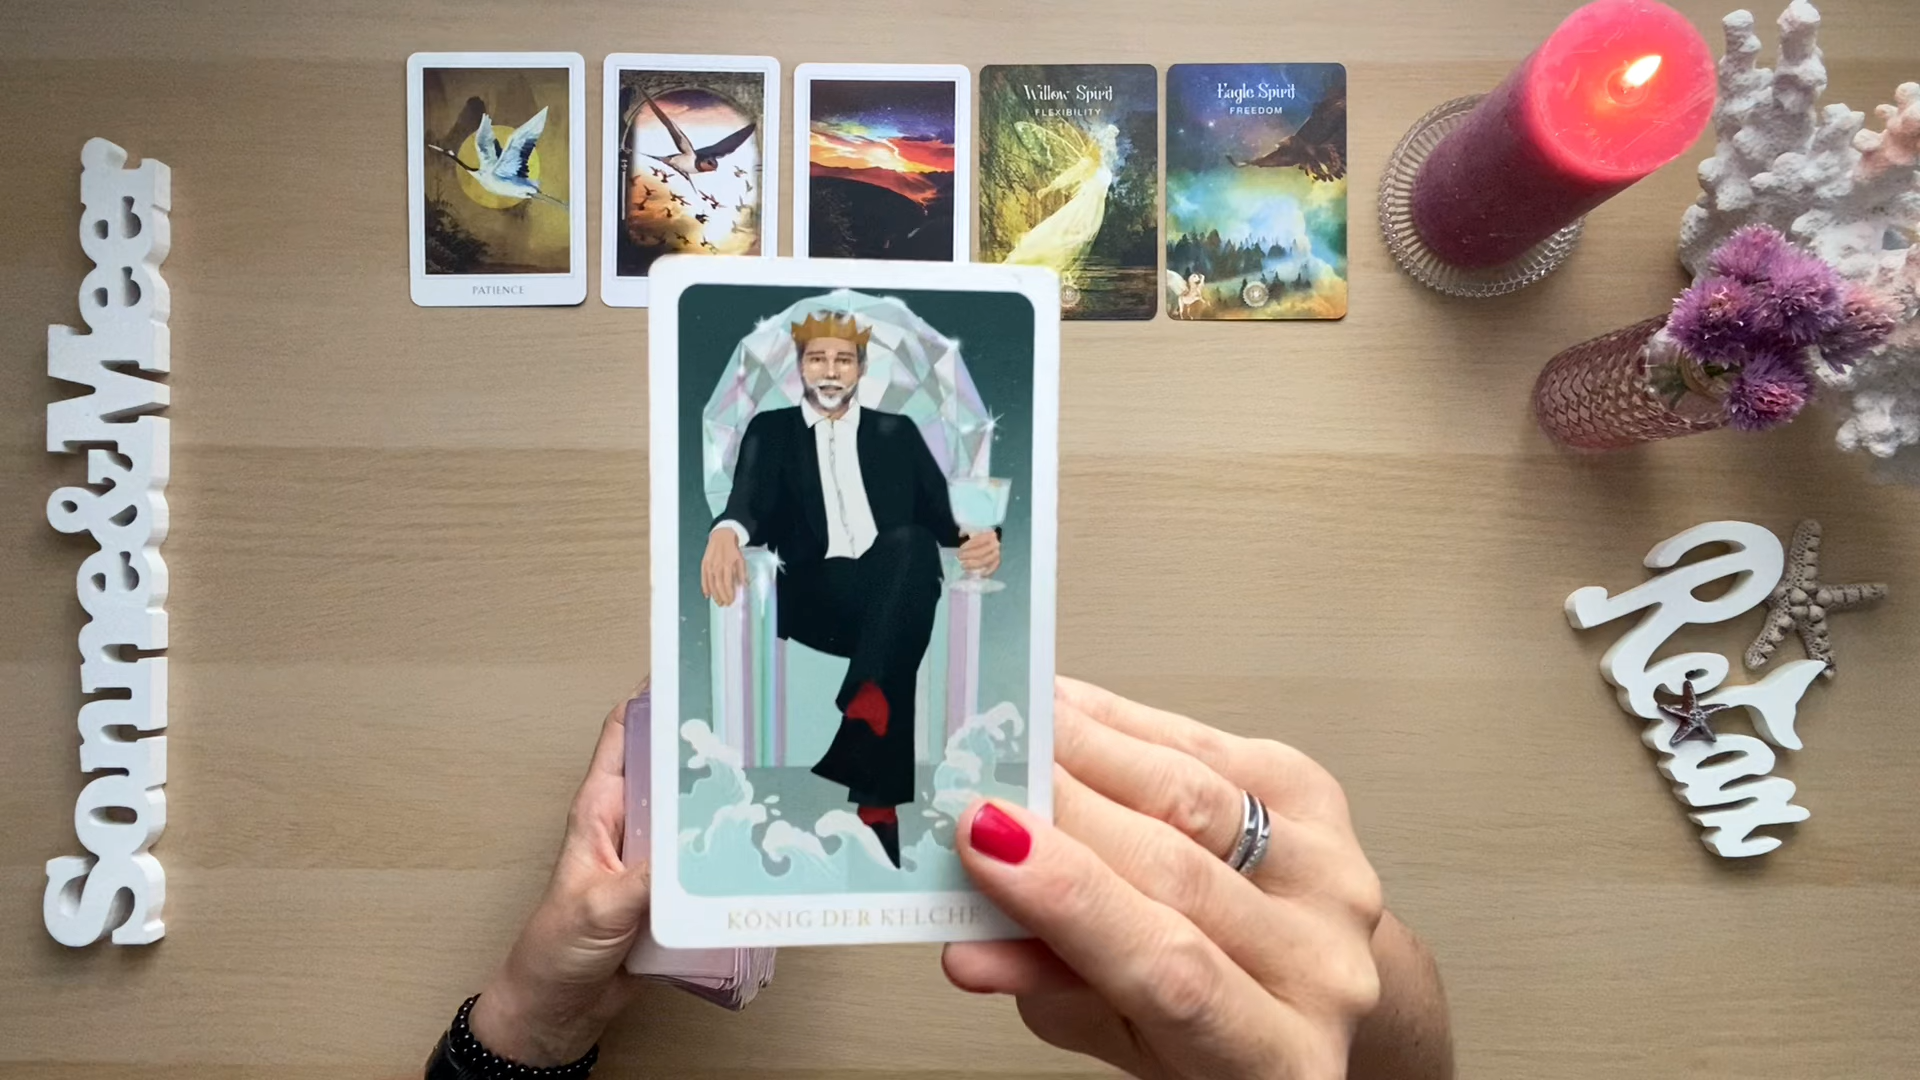 Sonne&Meer
PATIENCE
Willow Spirit
FLEXIBILITY
Eagle Spirit
FREEDOM
KÖNIG DER KELCHE
Relax